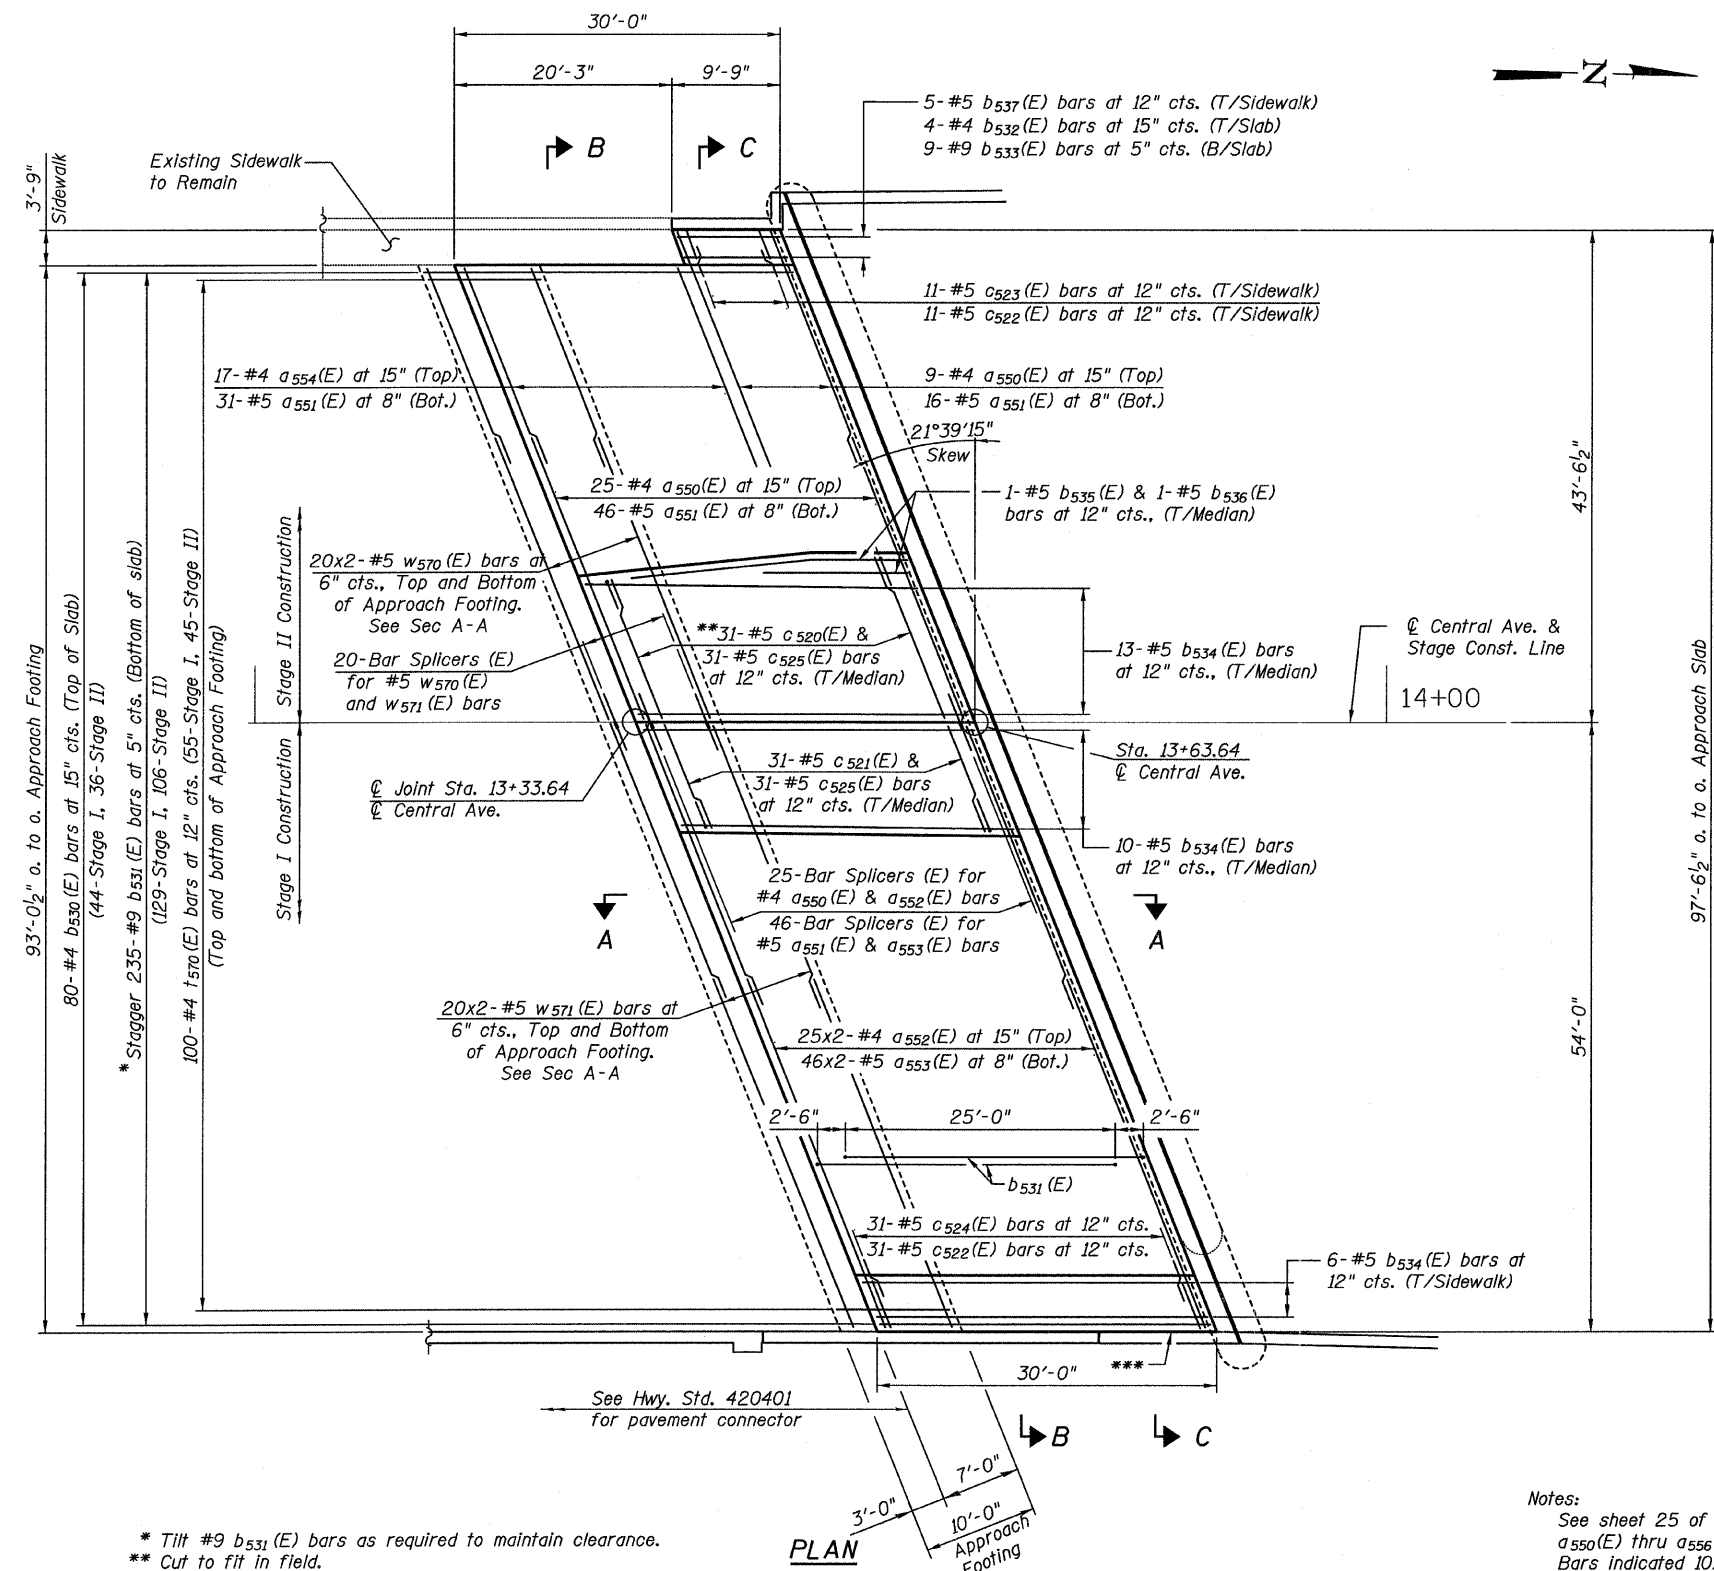 30'-0"
20'-3"
9'-9"
N
5-#5 b537(E) bars at 12" cts. (T/Sidewalk)
4-#4 b532(E) bars at 15" cts. (T/Slab)
9-#9 b533(E) bars at 5" cts. (B/Slab)
B
C
3'-9"
Sidewalk
Existing Sidewalk
to Remain
11-#5 c523(E) bars at 12" cts. (T/Sidewalk)
11-#5 c522(E) bars at 12" cts. (T/Sidewalk)
17-#4 a554(E) at 15" (Top)
31-#5 a551(E) at 8" (Bot.)
9-#4 a550(E) at 15" (Top)
16-#5 a551(E) at 8" (Bot.)
21°39'15"
Skew
25-#4 a550(E) at 15" (Top)
46-#5 a551(E) at 8" (Bot.)
1-#5 b535(E) & 1-#5 b536(E)
bars at 12" cts., (T/Median)
43'-6½"
20x2-#5 w570(E) bars at
6" cts., Top and Bottom
of Approach Footing.
See Sec A-A
20-Bar Splicers (E)
for #5 w570(E)
and w571(E) bars
**31-#5 c520(E) &
31-#5 c525(E) bars
at 12" cts. (T/Median)
13-#5 b534(E) bars
at 12" cts., (T/Median)
℄ Central Ave. &
Stage Const. Line
14+00
Stage II Construction
Stage I Construction
℄ Joint Sta. 13+33.64
℄ Central Ave.
31-#5 c521(E) &
31-#5 c525(E) bars
at 12" cts. (T/Median)
Sta. 13+63.64
℄ Central Ave.
10-#5 b534(E) bars
at 12" cts., (T/Median)
93'-0½" o. to o. Approach Footing
80-#4 b530(E) bars at 15" cts. (Top of Slab)
(44-Stage I, 36-Stage II)
* Stagger 235-#9 b531(E) bars at 5" cts. (Bottom of slab)
(129-Stage I, 106-Stage II)
100-#4 t570(E) bars at 12" cts. (55-Stage I, 45-Stage II)
(Top and bottom of Approach Footing)
97'-6½" o. to o. Approach Slab
25-Bar Splicers (E) for
#4 a550(E) & a552(E) bars
46-Bar Splicers (E) for
#5 a551(E) & a553(E) bars
A
A
20x2-#5 w571(E) bars at
6" cts., Top and Bottom
of Approach Footing.
See Sec A-A
25x2-#4 a552(E) at 15" (Top)
46x2-#5 a553(E) at 8" (Bot.)
54'-0"
2'-6"
25'-0"
2'-6"
b531(E)
31-#5 c524(E) bars at 12" cts.
31-#5 c522(E) bars at 12" cts.
6-#5 b534(E) bars at
12" cts. (T/Sidewalk)
***
30'-0"
See Hwy. Std. 420401
for pavement connector
B
C
7'-0"
3'-0"
10'-0"
Approach
Footing
PLAN
* Tilt #9 b531(E) bars as required to maintain clearance.
** Cut to fit in field.
Notes:
See sheet 25 of
a550(E) thru a556
Bars indicated 10